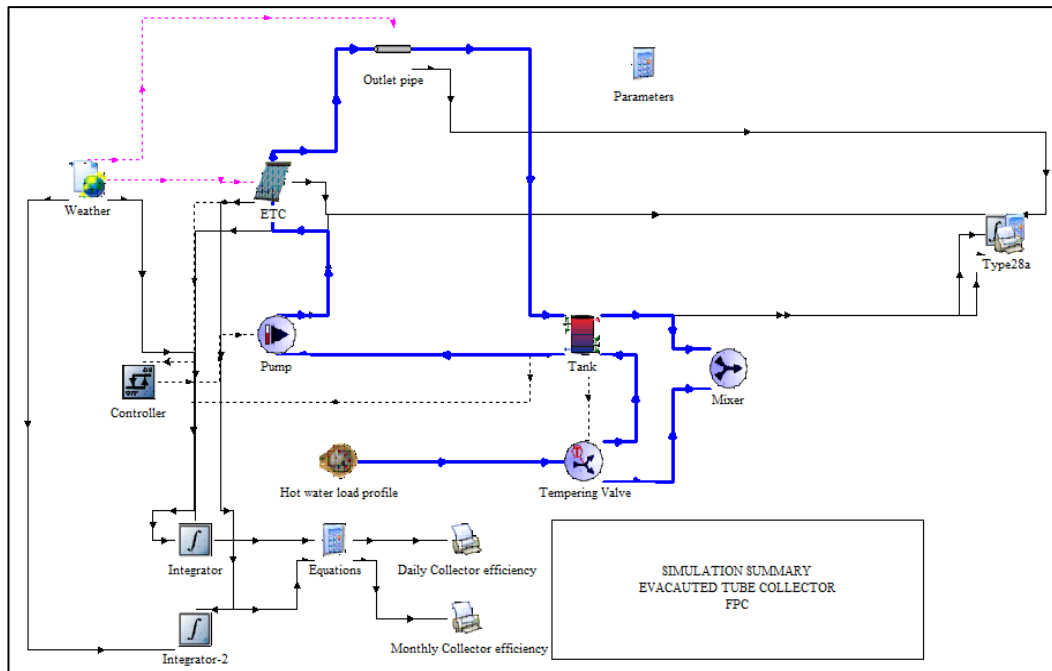 Outlet pipe
Parameters
Weather
ETC
Type28a
Pump
Tank
Mixer
Controller
Hot water load profile
Tempering Valve
Integrator
Equations
Daily Collector efficiency
SIMULATION SUMMARY
EVACAUTED TUBE COLLECTOR
FPC
Integrator-2
Monthly Collector efficiency